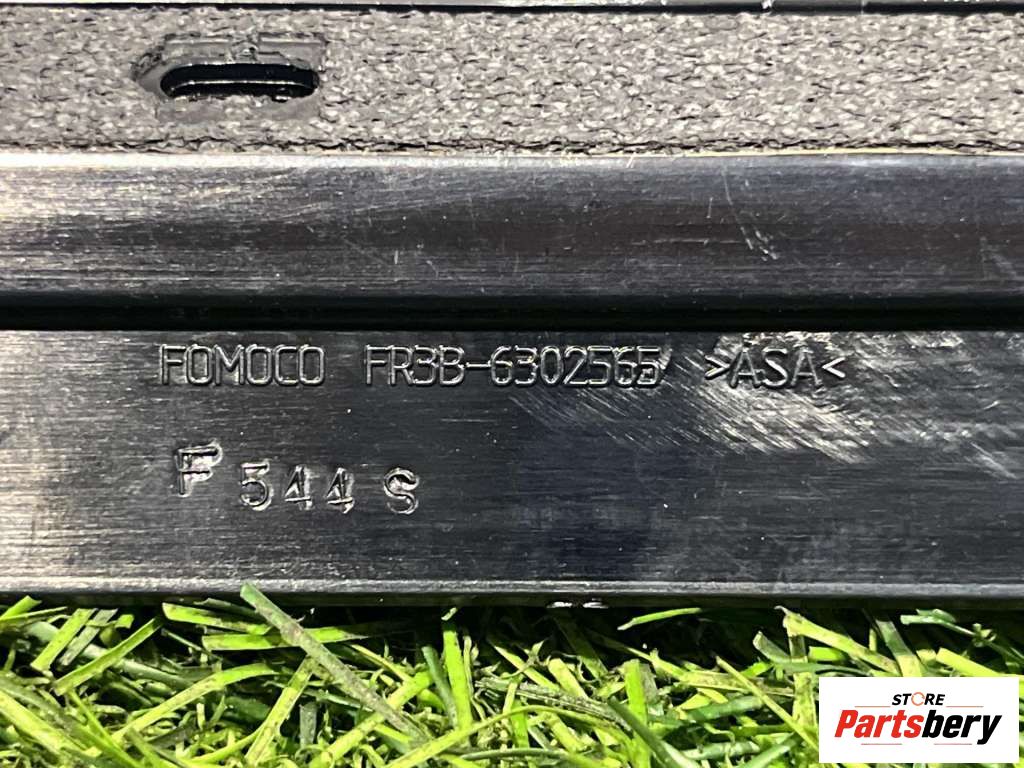 FOMOCO FR3B-6302565 >ASA<
F 544 S
STORE
Partsbery